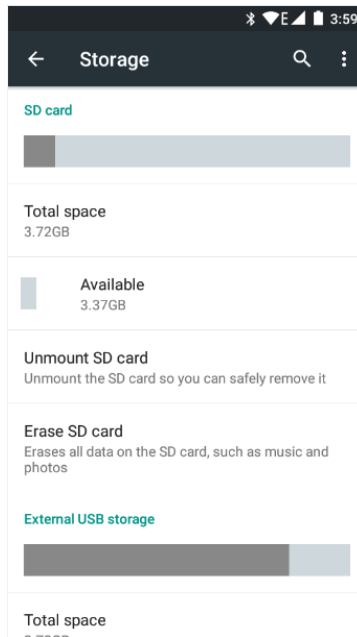 E 3:59
Storage
SD card
Total space
3.72GB
Available
3.37GB
Unmount SD card
Unmount the SD card so you can safely remove it
Erase SD card
Erases all data on the SD card, such as music and
photos
External USB storage
Total space